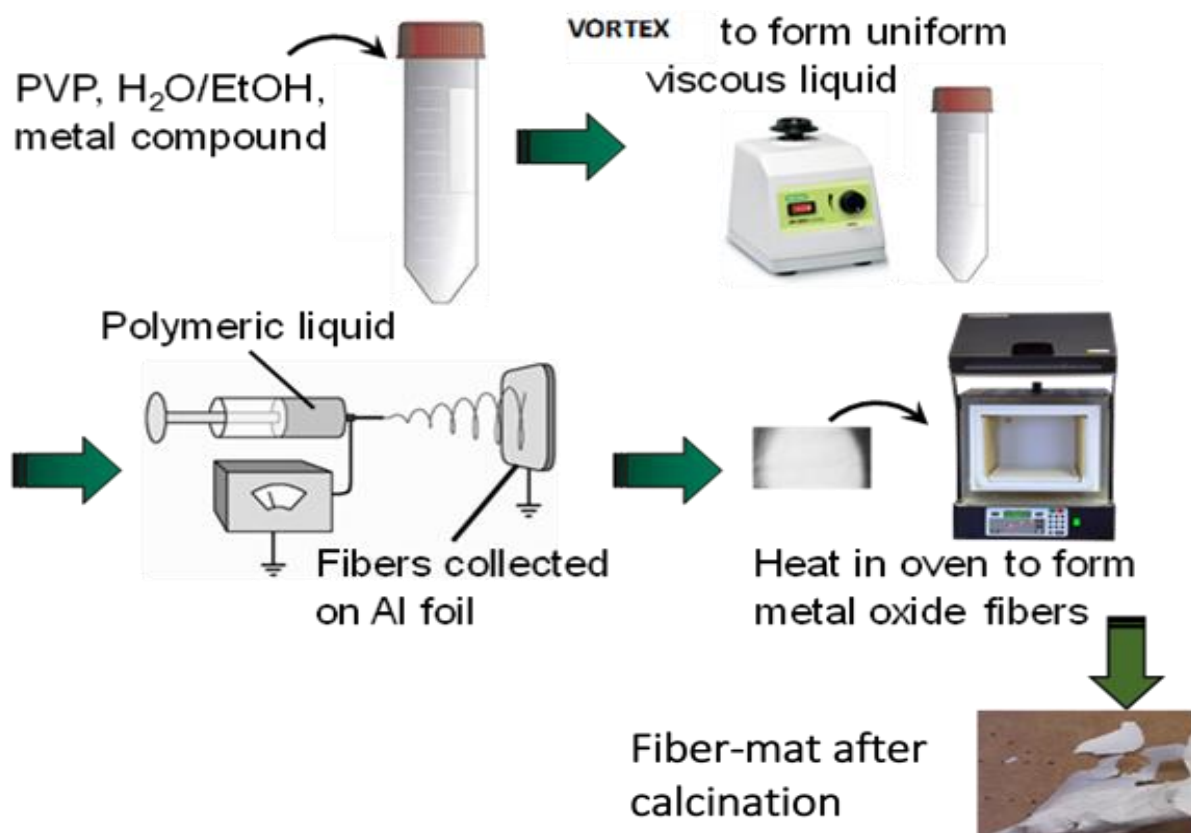 PVP, H₂O/EtOH,
metal compound
VORTEX to form uniform
viscous liquid
Polymeric liquid
Fibers collected
on Al foil
Heat in oven to form
metal oxide fibers
Fiber-mat after
calcination